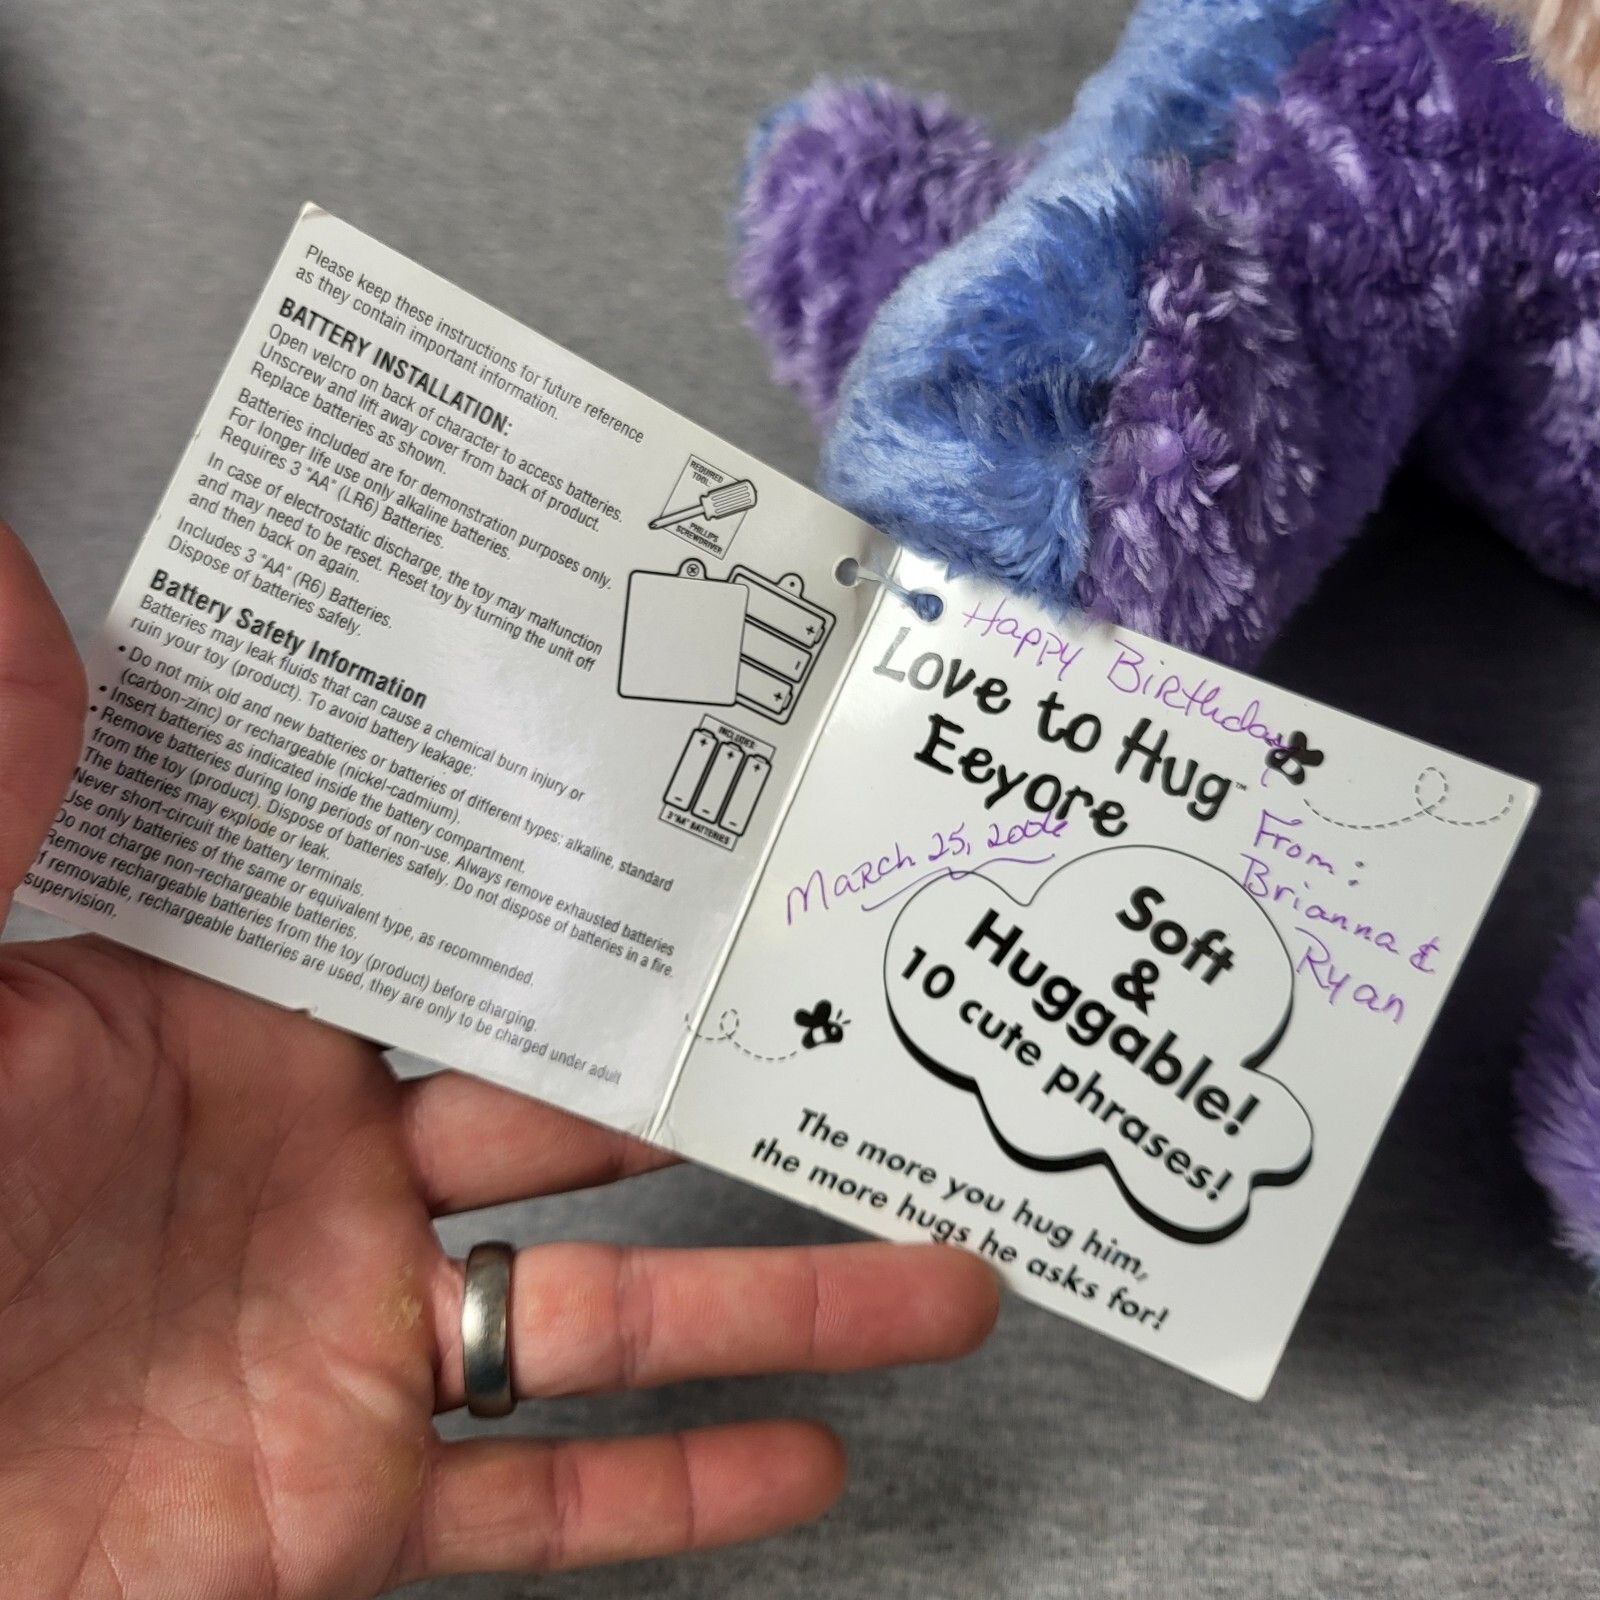 Please keep these instructions for future reference
as they contain important information.
BATTERY INSTALLATION:
Open velcro on back of character to access batteries.
Unscrew and lift away cover from back of product.
Replace batteries as shown.
Batteries included are for demonstration purposes only.
For longer life use only alkaline batteries.
Requires 3 "AA" (LR6) Batteries.
In case of electrostatic discharge, the toy may malfunction
and may need to be reset. Reset toy by turning the unit off
and then back on again.
Includes 3 "AA" (R6) Batteries.
Dispose of batteries safely.
REQUIRED
TOOL:
PHILLIPS
SCREWDRIVER
INCLUDES:
3 "AA" BATTERIES
Battery Safety Information
Batteries may leak fluids that can cause a chemical burn injury or
ruin your toy (product). To avoid battery leakage:
• Do not mix old and new batteries or batteries of different types; alkaline, standard
(carbon-zinc) or rechargeable (nickel-cadmium).
• Insert batteries as indicated inside the battery compartment.
• Remove batteries during long periods of non-use. Always remove exhausted batteries
from the toy (product). Dispose of batteries safely. Do not dispose of batteries in a fire.
The batteries may explode or leak.
Never short-circuit the battery terminals.
Use only batteries of the same or equivalent type, as recommended.
Do not charge non-rechargeable batteries.
Remove rechargeable batteries from the toy (product) before charging.
If removable, rechargeable batteries are used, they are only to be charged under adult
supervision.
Happy Birthday
Love to Hug™
Eeyore
March 25, 2006
From:
Brianna &
Ryan
Soft
&
Huggable!
10 cute phrases!
The more you hug him,
the more hugs he asks for!